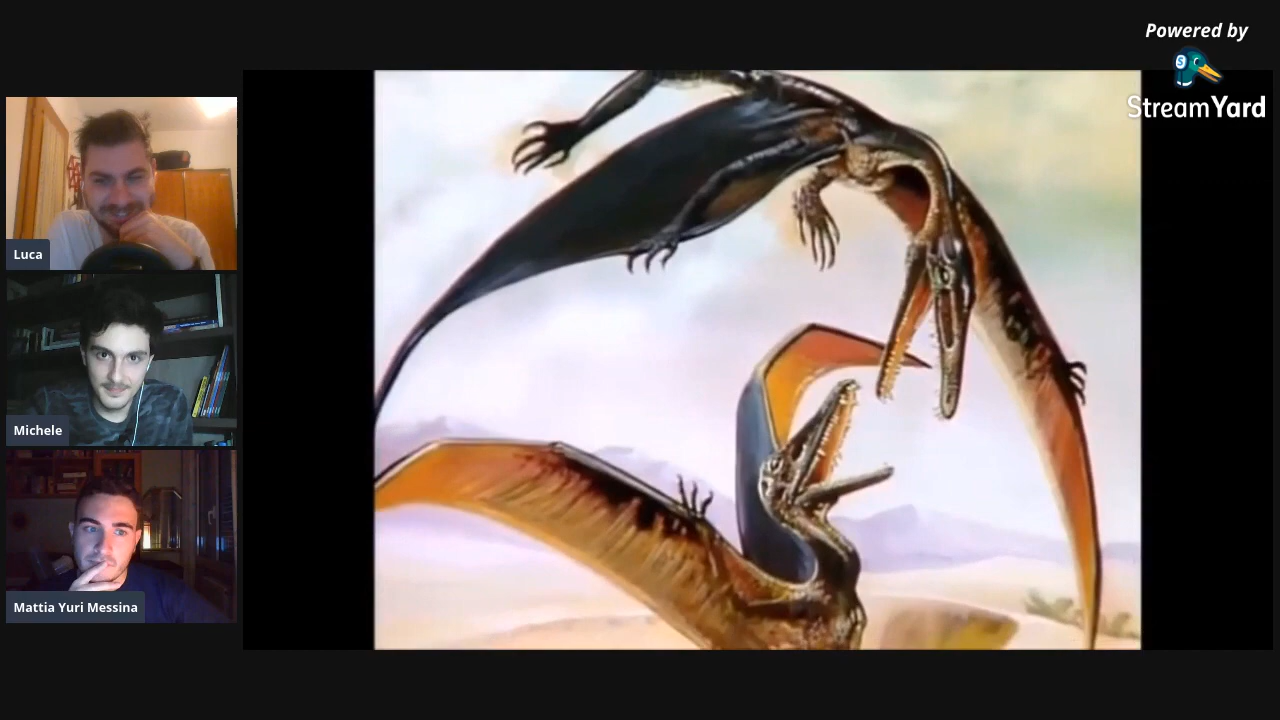 Powered by
StreamYard
Luca
Michele
Mattia Yuri Messina